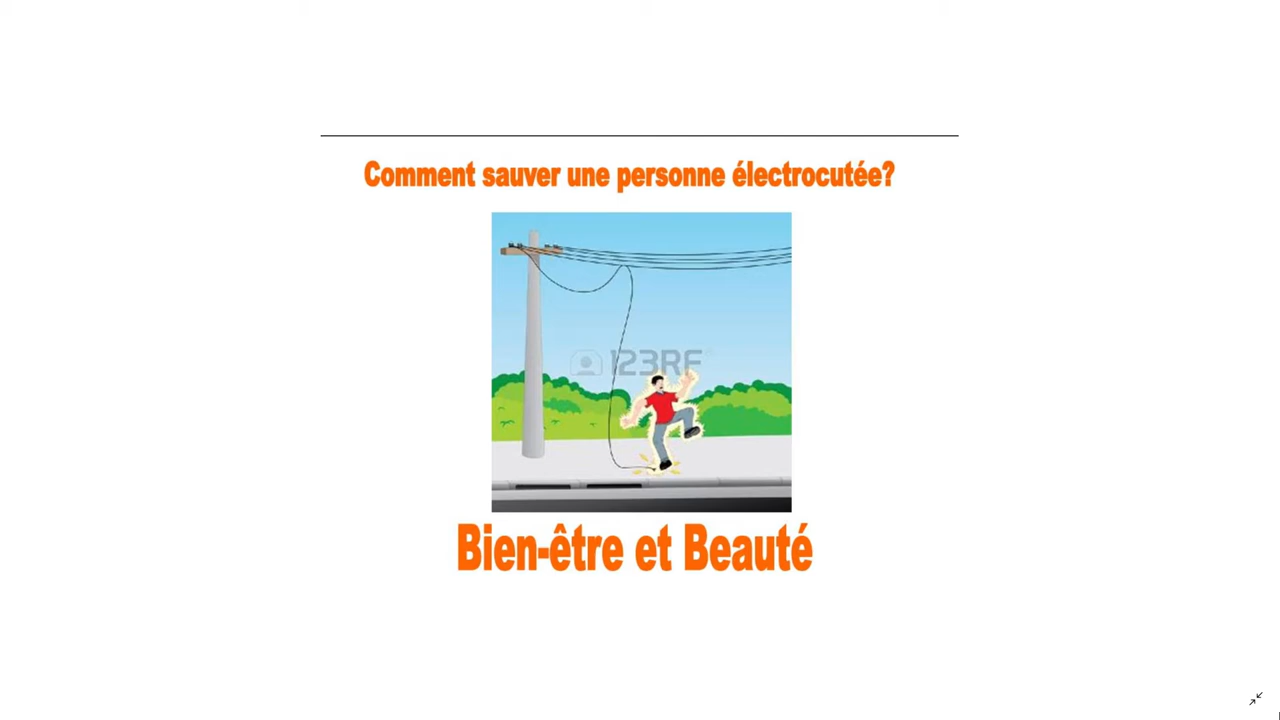 Comment sauver une personne électrocutée?
123RF
Bien-être et Beauté